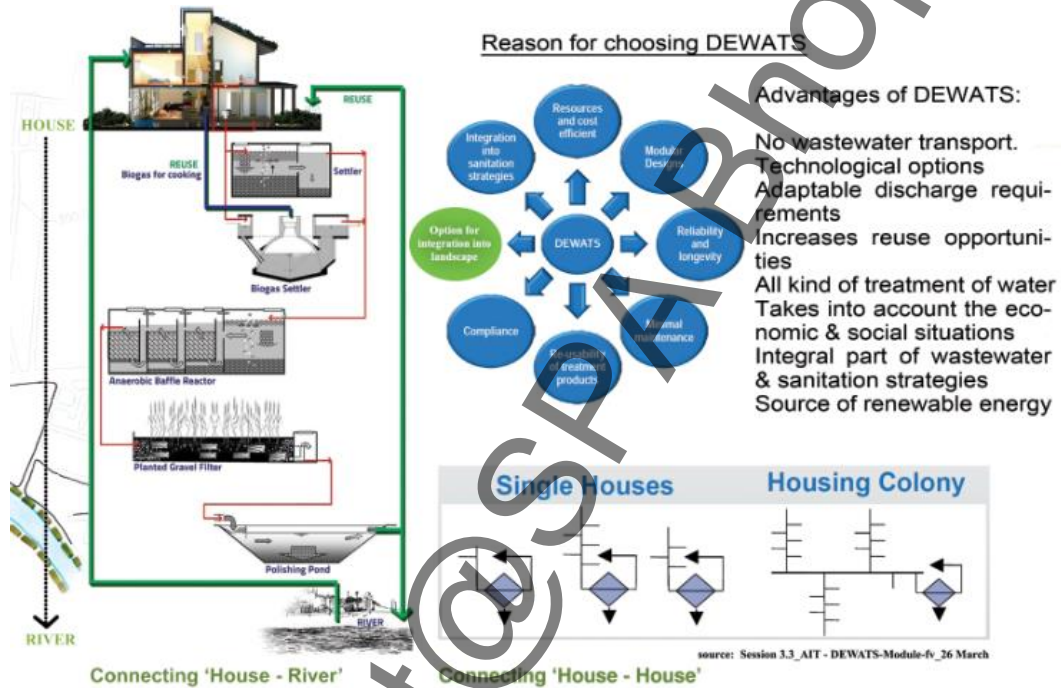 Reason for choosing DEWATS
HOUSE
REUSE
REUSE
Biogas for cooking
Settler
Biogas Settler
Anaerobic Baffle Reactor
Planted Gravel Filter
Polishing Pond
RIVER
RIVER
Connecting 'House - River'
Resources
and cost
efficient
Integration
into
sanitation
strategies
Modular
Designs
Option for
integration into
landscape
DEWATS
Reliability
and
longevity
Compliance
Minimal
maintenance
Re-usability
of treatment
products
Advantages of DEWATS:
No wastewater transport.
Technological options
Adaptable discharge requi-
rements
Increases reuse opportuni-
ties
All kind of treatment of water
Takes into account the eco-
nomic & social situations
Integral part of wastewater
& sanitation strategies
Source of renewable energy
Single Houses
Housing Colony
source: Session 3.3_AIT - DEWATS-Module-fv_26 March
Connecting 'House - House'
t@SPABho